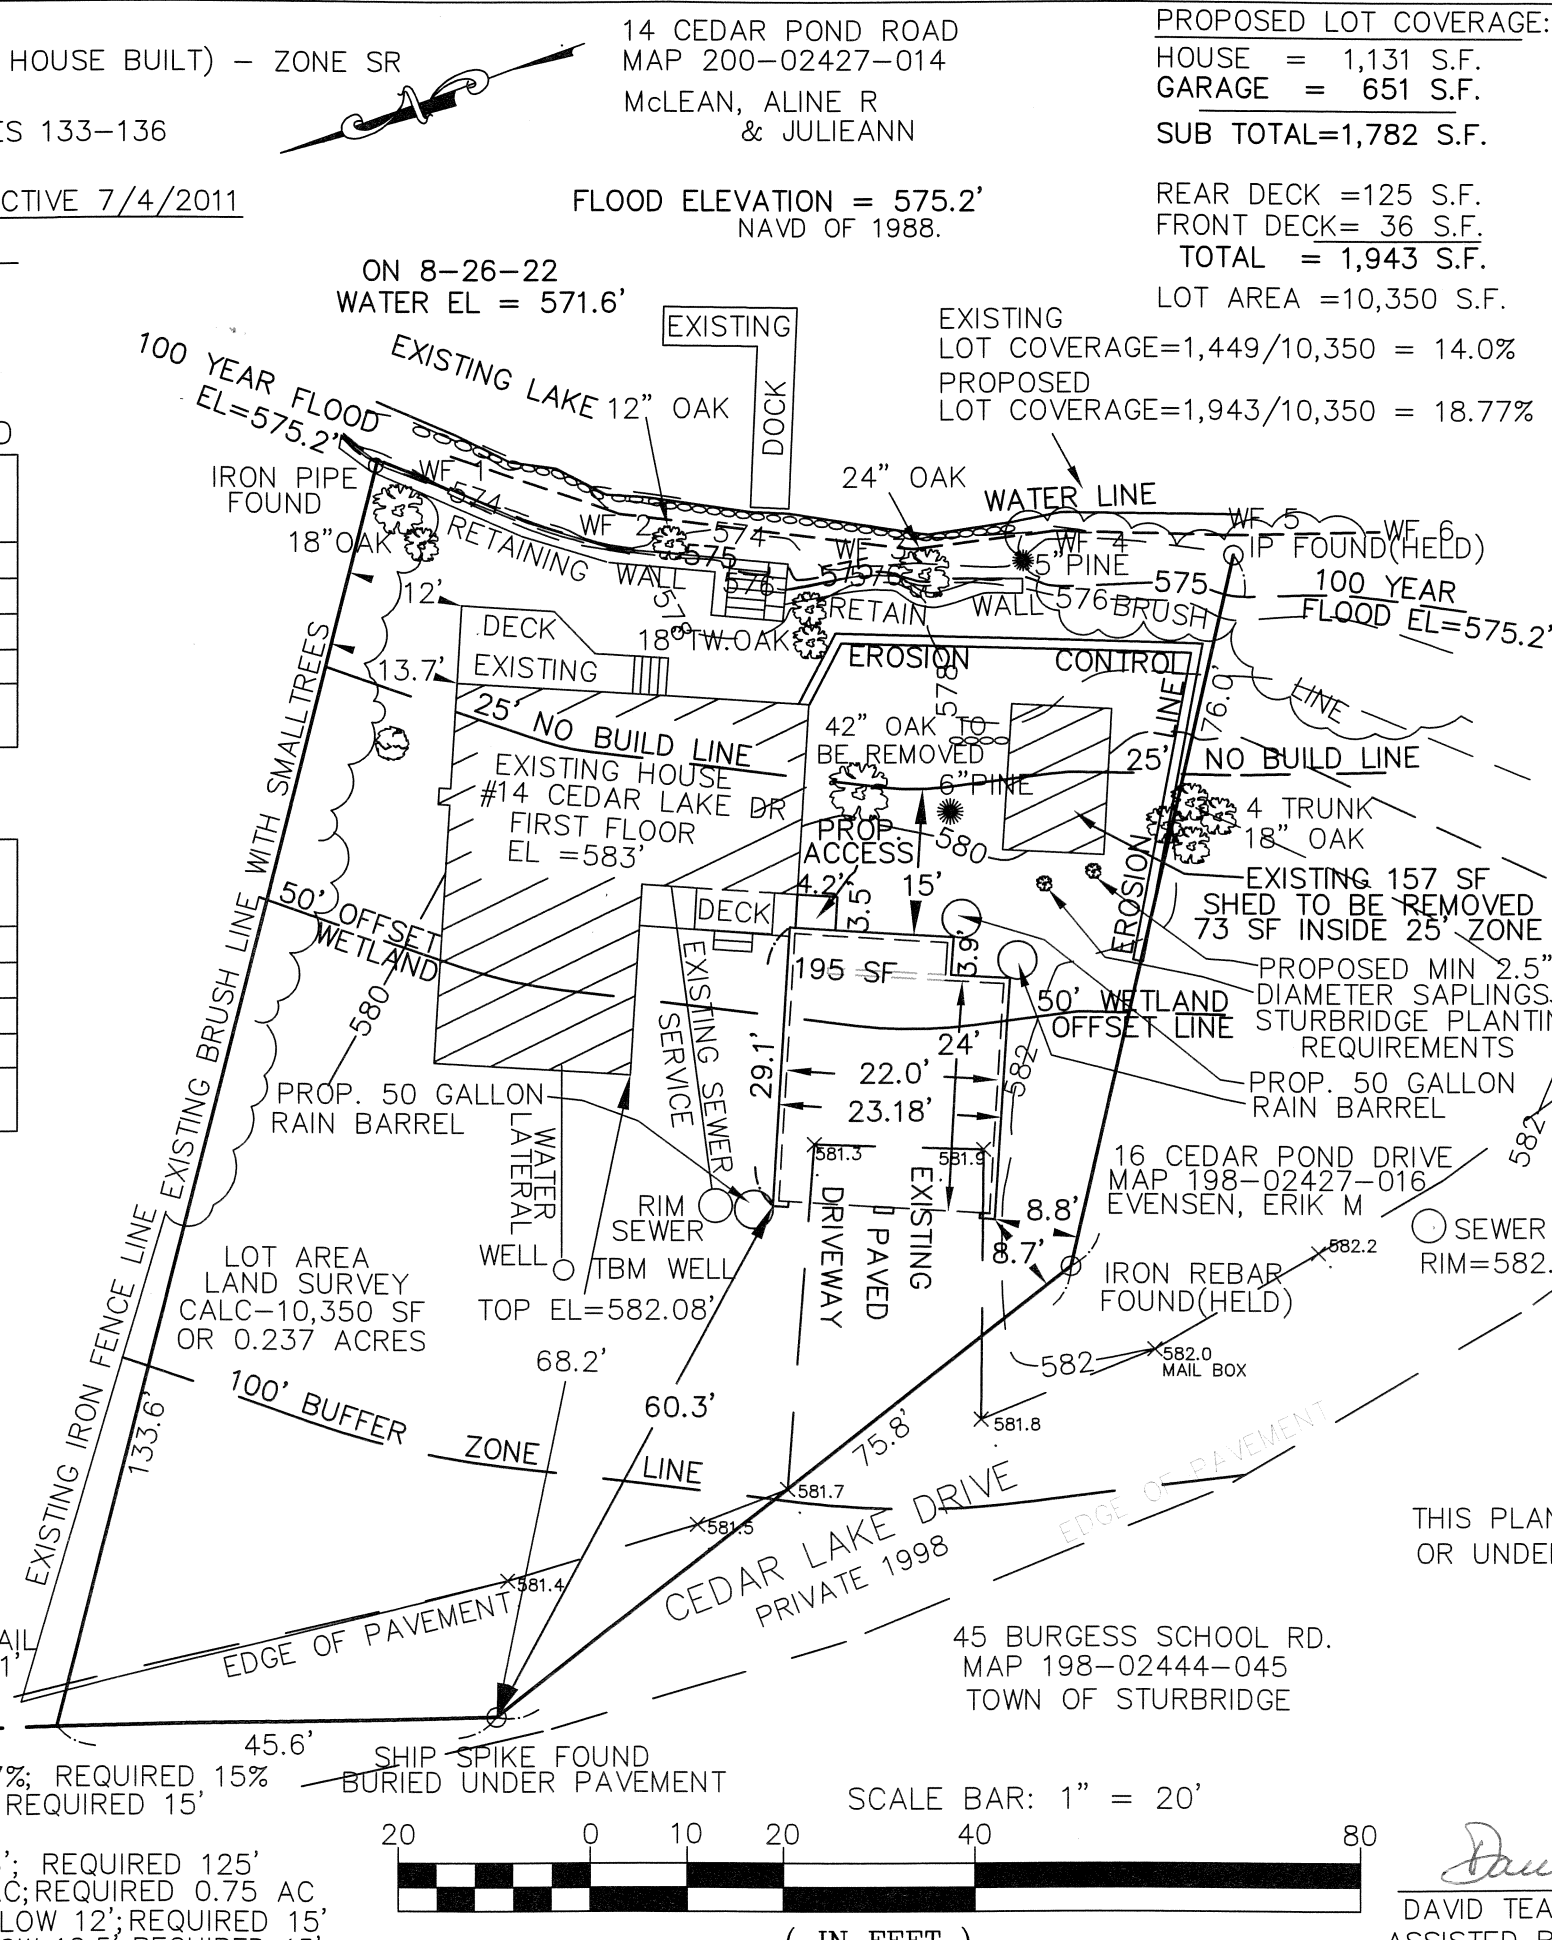 HOUSE BUILT) – ZONE SR
ES 133–136
CTIVE 7/4/2011
N
14 CEDAR POND ROAD
MAP 200–02427–014
McLEAN, ALINE R
& JULIEANN
FLOOD ELEVATION = 575.2'
NAVD OF 1988.
PROPOSED LOT COVERAGE:
HOUSE = 1,131 S.F.
GARAGE = 651 S.F.
SUB TOTAL=1,782 S.F.
REAR DECK =125 S.F.
FRONT DECK= 36 S.F.
TOTAL = 1,943 S.F.
LOT AREA =10,350 S.F.
EXISTING
LOT COVERAGE=1,449/10,350 = 14.0%
PROPOSED
LOT COVERAGE=1,943/10,350 = 18.77%
ON 8–26–22
WATER EL = 571.6'
100 YEAR FLOOD
EL=575.2'
EXISTING LAKE
EXISTING
DOCK
12" OAK
24" OAK
WATER LINE
IRON PIPE
FOUND
18"OAK
WF 1
574
WF 2
574
575
576
WF 3
575
576
WF 4
WF 5
WF 6
IP FOUND(HELD)
5"PINE
575
100 YEAR
FLOOD EL=575.2'
RETAINING WALL
578
RETAIN WALL
576
BRUSH
LINE
12'
13.7'
DECK
EXISTING
18"TW.OAK
EROSION CONTROL
LINE
EROSION
76.0'
578
25' NO BUILD LINE
25' NO BUILD LINE
EXISTING HOUSE
#14 CEDAR LAKE DR
FIRST FLOOR
EL =583'
42" OAK TO
BE REMOVED
6"PINE
580
PROP.
ACCESS
4.2'
3.5'
15'
3.9'
4 TRUNK
18" OAK
EXISTING 157 SF
SHED TO BE REMOVED
73 SF INSIDE 25' ZONE
PROPOSED MIN 2.5"
DIAMETER SAPLINGS
STURBRIDGE PLANTIN
REQUIREMENTS
PROP. 50 GALLON
RAIN BARREL
EXISTING BRUSH LINE WITH SMALL TREES
50' OFFSET
WETLAND
580
DECK
195 SF
50' WETLAND
OFFSET LINE
29.1'
24'
22.0'
23.18'
582
582
EXISTING SEWER
SERVICE
PROP. 50 GALLON
RAIN BARREL
WATER
LATERAL
581.3
581.9
EXISTING
PAVED
DRIVEWAY
RIM
SEWER
WELL
TBM WELL
TOP EL=582.08'
8.8'
8.7'
16 CEDAR POND DRIVE
MAP 198–02427–016
EVENSEN, ERIK M
582.2
SEWER
RIM=582.
IRON REBAR
FOUND(HELD)
LOT AREA
LAND SURVEY
CALC–10,350 SF
OR 0.237 ACRES
68.2'
60.3'
582
582.0
MAIL BOX
581.8
75.8'
100' BUFFER ZONE LINE
133.6'
EXISTING IRON FENCE LINE
581.7
581.5
581.4
CEDAR LAKE DRIVE
PRIVATE 1998
EDGE OF PAVEMENT
EDGE OF PAVEMENT
THIS PLAN
OR UNDE
45 BURGESS SCHOOL RD.
MAP 198–02444–045
TOWN OF STURBRIDGE
AIL
1'
45.6'
SHIP SPIKE FOUND
BURIED UNDER PAVEMENT
%; REQUIRED 15%
REQUIRED 15'
'; REQUIRED 125'
C;REQUIRED 0.75 AC
LOW 12';REQUIRED 15'
SCALE BAR: 1" = 20'
20 0 10 20 40 80
( IN FEET )
DAVID TEA